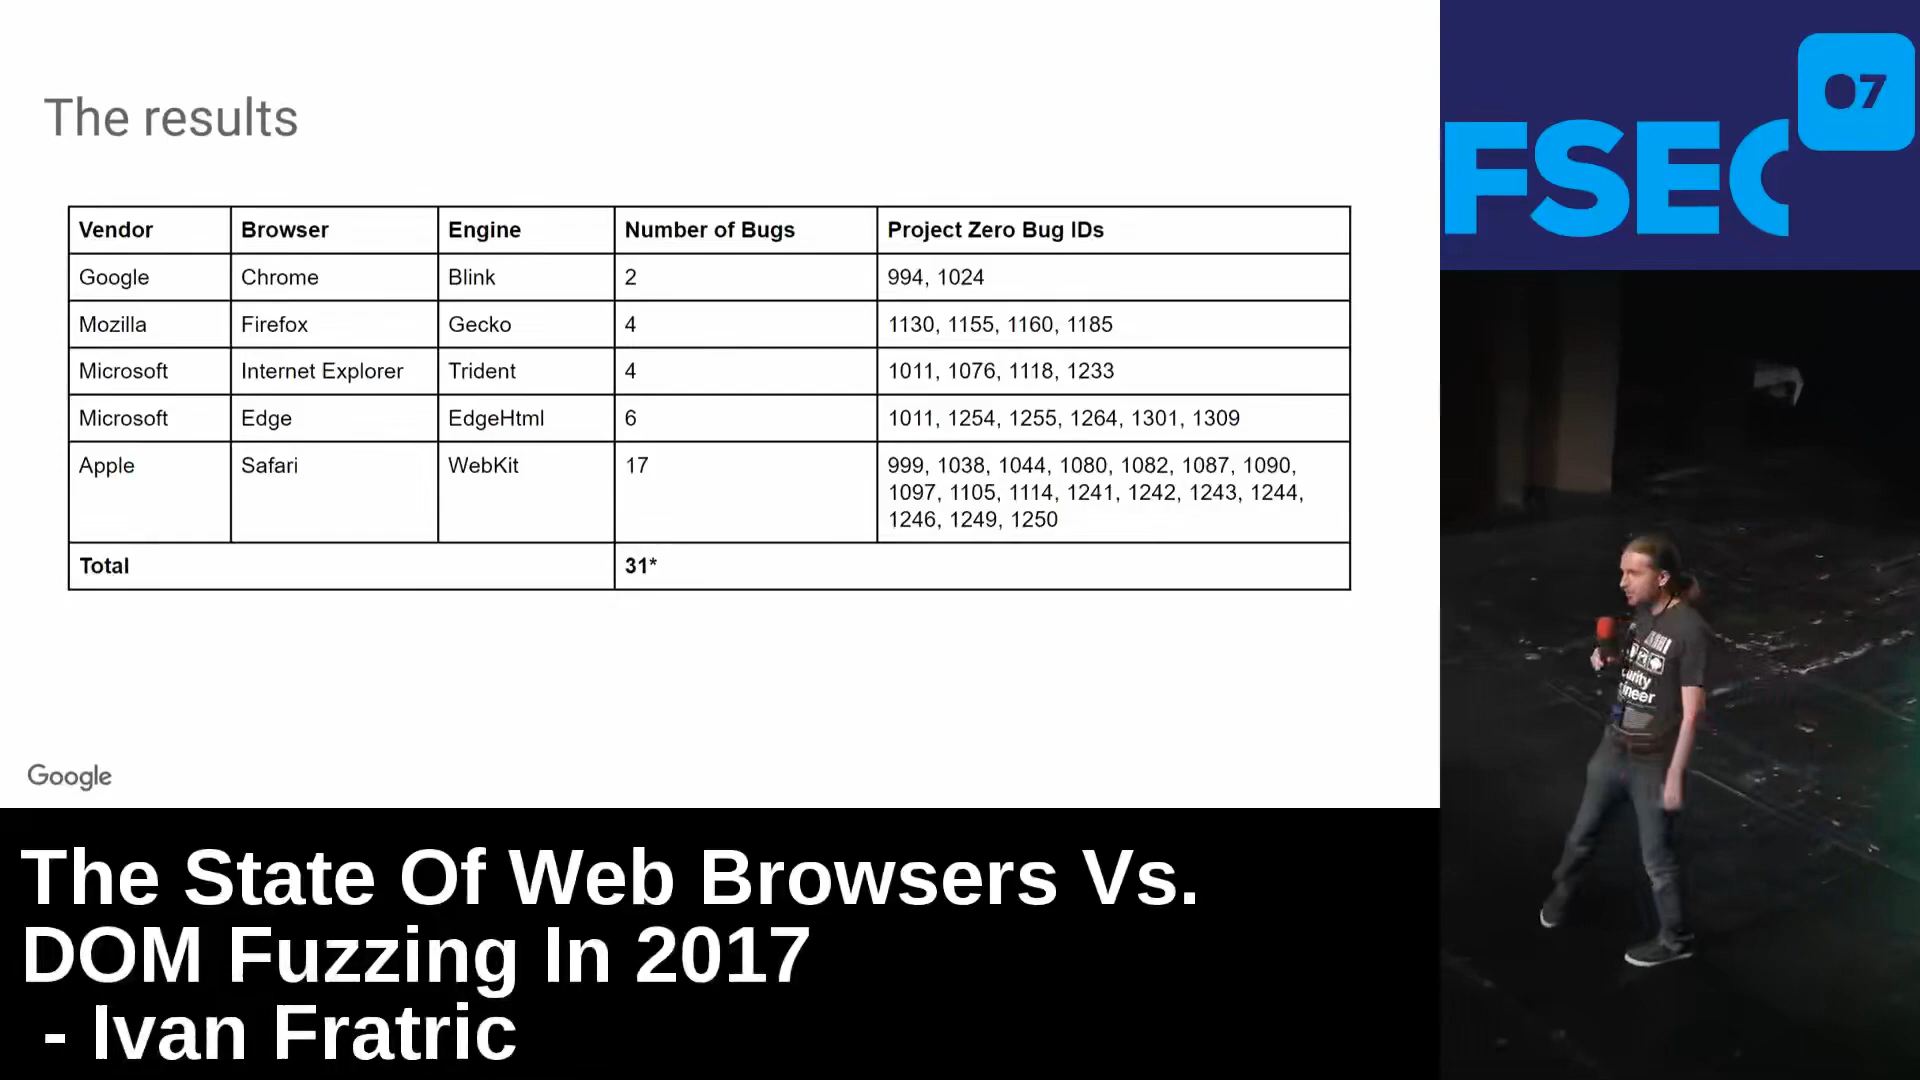 The results
Vendor Browser Engine Number of Bugs Project Zero Bug IDs
Google Chrome Blink 2 994, 1024
Mozilla Firefox Gecko 4 1130, 1155, 1160, 1185
Microsoft Internet Explorer Trident 4 1011, 1076, 1118, 1233
Microsoft Edge EdgeHtml 6 1011, 1254, 1255, 1264, 1301, 1309
Apple Safari WebKit 17 999, 1038, 1044, 1080, 1082, 1087, 1090,
1097, 1105, 1114, 1241, 1242, 1243, 1244,
1246, 1249, 1250
Total 31*
Google
The State Of Web Browsers Vs.
DOM Fuzzing In 2017
- Ivan Fratric
07
FSEC